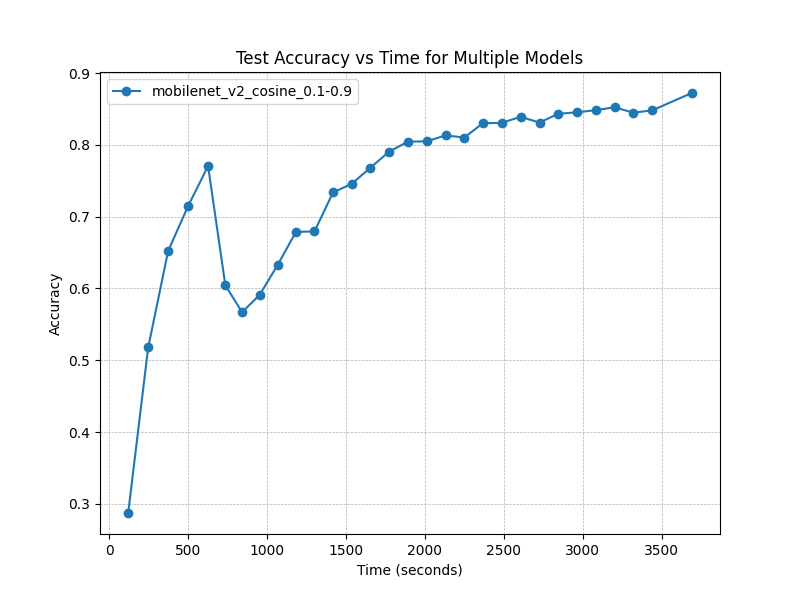 Test Accuracy vs Time for Multiple Models
mobilenet_v2_cosine_0.1-0.9
0.9
0.8
0.7
0.6
0.5
0.4
0.3
Accuracy
0 500 1000 1500 2000 2500 3000 3500
Time (seconds)